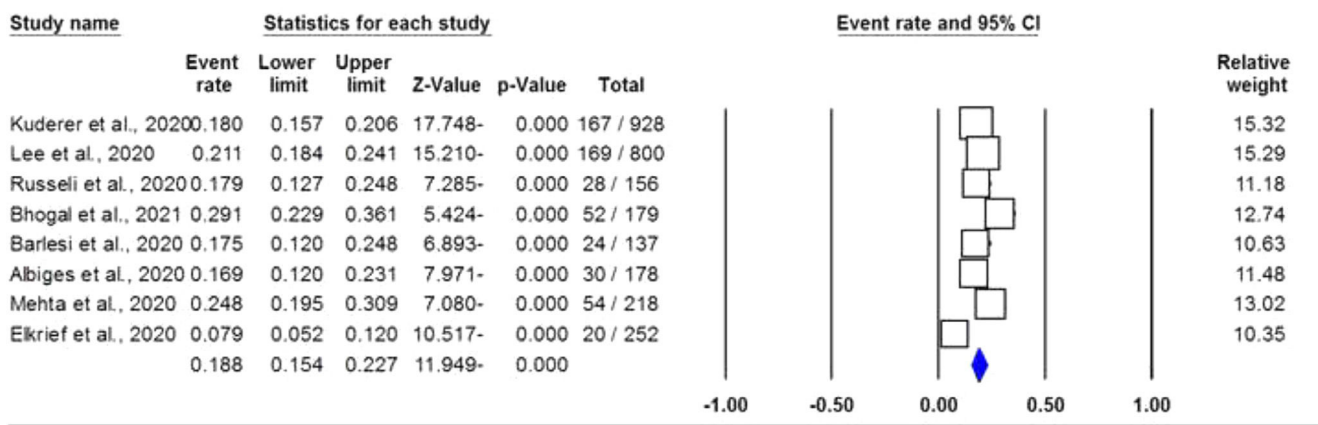 Study name Statistics for each study Event rate and 95% CI
Event Lower Upper Relative
rate limit limit Z-Value p-Value Total weight
Kuderer et al., 2020 0.180 0.157 0.206 17.748- 0.000 167 / 928 15.32
Lee et al., 2020 0.211 0.184 0.241 15.210- 0.000 169 / 800 15.29
Russeli et al., 2020 0.179 0.127 0.248 7.285- 0.000 28 / 156 11.18
Bhogal et al., 2021 0.291 0.229 0.361 5.424- 0.000 52 / 179 12.74
Barlesi et al., 2020 0.175 0.120 0.248 6.893- 0.000 24 / 137 10.63
Albiges et al., 2020 0.169 0.120 0.231 7.971- 0.000 30 / 178 11.48
Mehta et al., 2020 0.248 0.195 0.309 7.080- 0.000 54 / 218 13.02
Elkrief et al., 2020 0.079 0.052 0.120 10.517- 0.000 20 / 252 10.35
0.188 0.154 0.227 11.949- 0.000
-1.00 -0.50 0.00 0.50 1.00